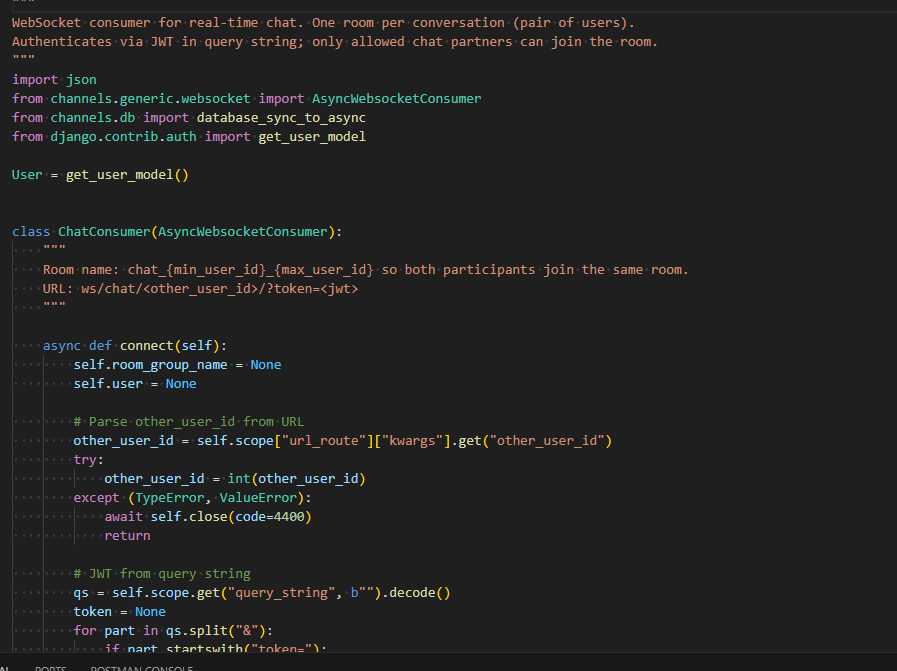 """
WebSocket consumer for real-time chat. One room per conversation (pair of users).
Authenticates via JWT in query string; only allowed chat partners can join the room.
"""
import json
from channels.generic.websocket import AsyncWebsocketConsumer
from channels.db import database_sync_to_async
from django.contrib.auth import get_user_model
User = get_user_model()
class ChatConsumer(AsyncWebsocketConsumer):
"""
Room name: chat_{min_user_id}_{max_user_id} so both participants join the same room.
URL: ws/chat/<other_user_id>/?token=<jwt>
"""
async def connect(self):
self.room_group_name = None
self.user = None
# Parse other_user_id from URL
other_user_id = self.scope["url_route"]["kwargs"].get("other_user_id")
try:
other_user_id = int(other_user_id)
except (TypeError, ValueError):
await self.close(code=4400)
return
# JWT from query string
qs = self.scope.get("query_string", b"").decode()
token = None
for part in qs.split("&"):
if part.startswith("token="):
PORTS POSTMAN CONSOLE